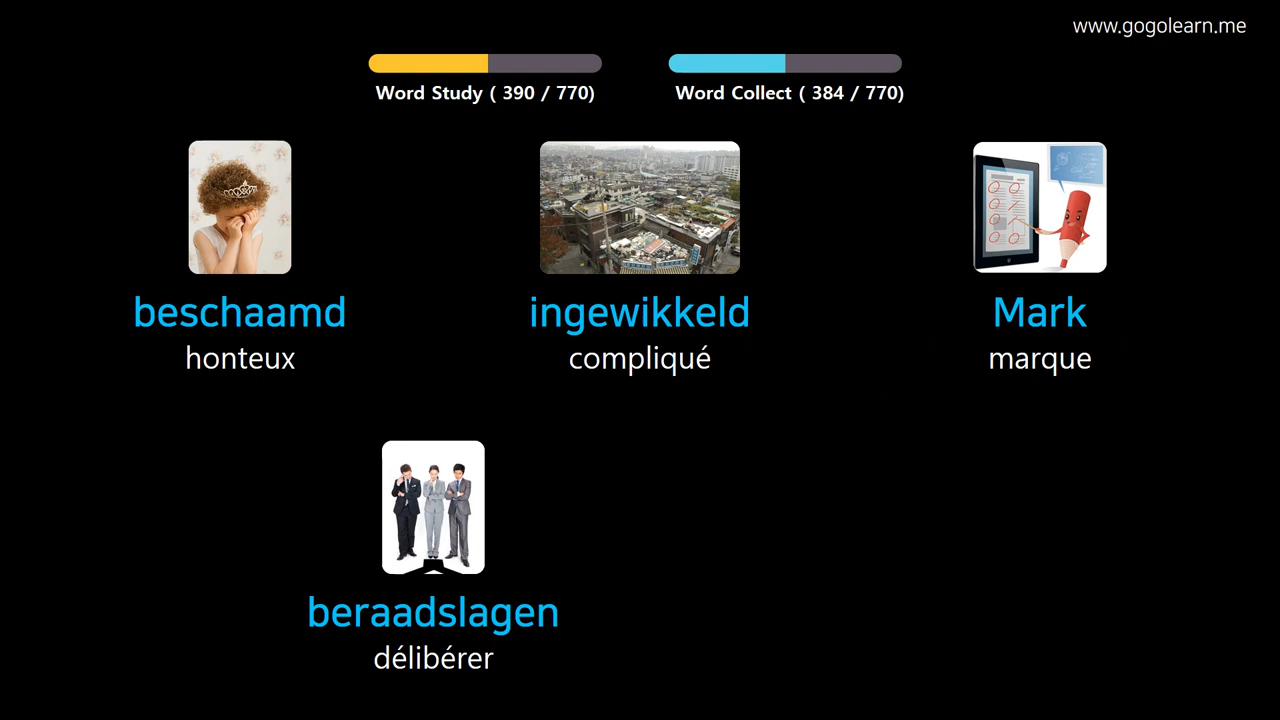 www.gogolearn.me
Word Study ( 390 / 770)
Word Collect ( 384 / 770)
beschaamd
honteux
ingewikkeld
compliqué
Mark
marque
beraadslagen
délibérer